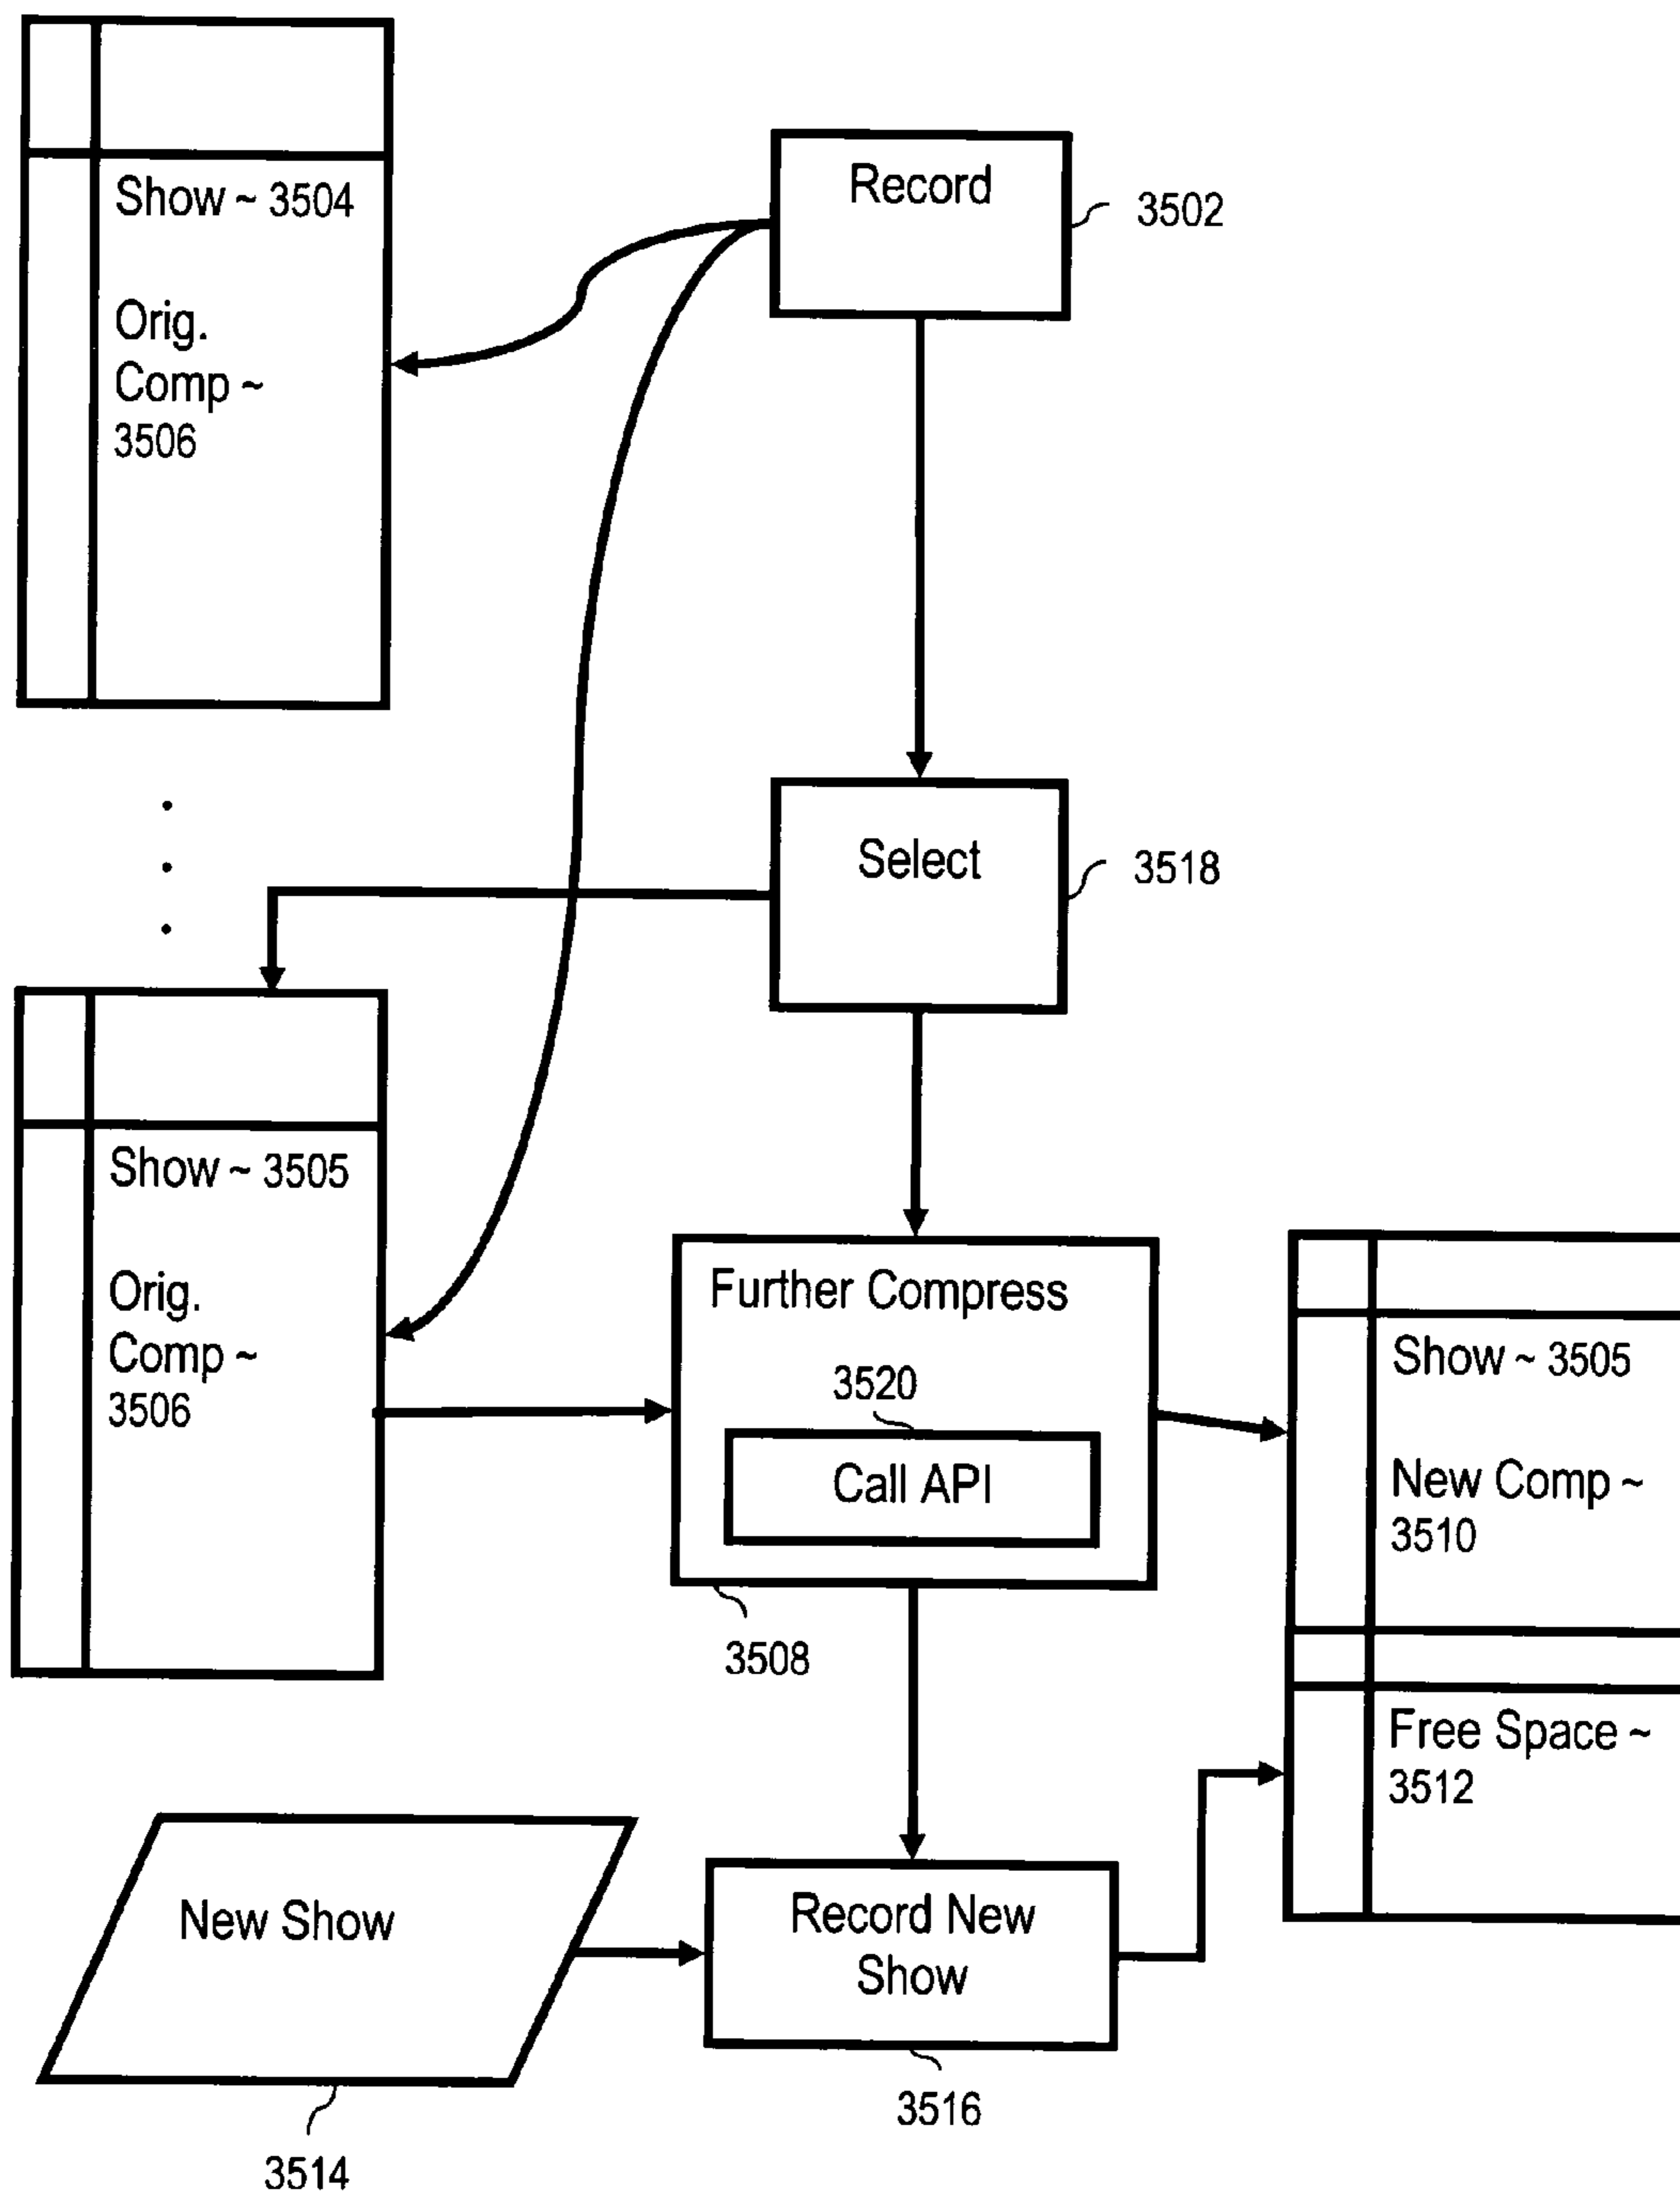 Show ~ 3504
Orig.
Comp ~
3506
Record
3502
Select
3518
Show ~ 3505
Orig.
Comp ~
3506
Further Compress
3520
Call API
3508
Show ~ 3505
New Comp ~
3510
Free Space ~
3512
New Show
3514
Record New
Show
3516